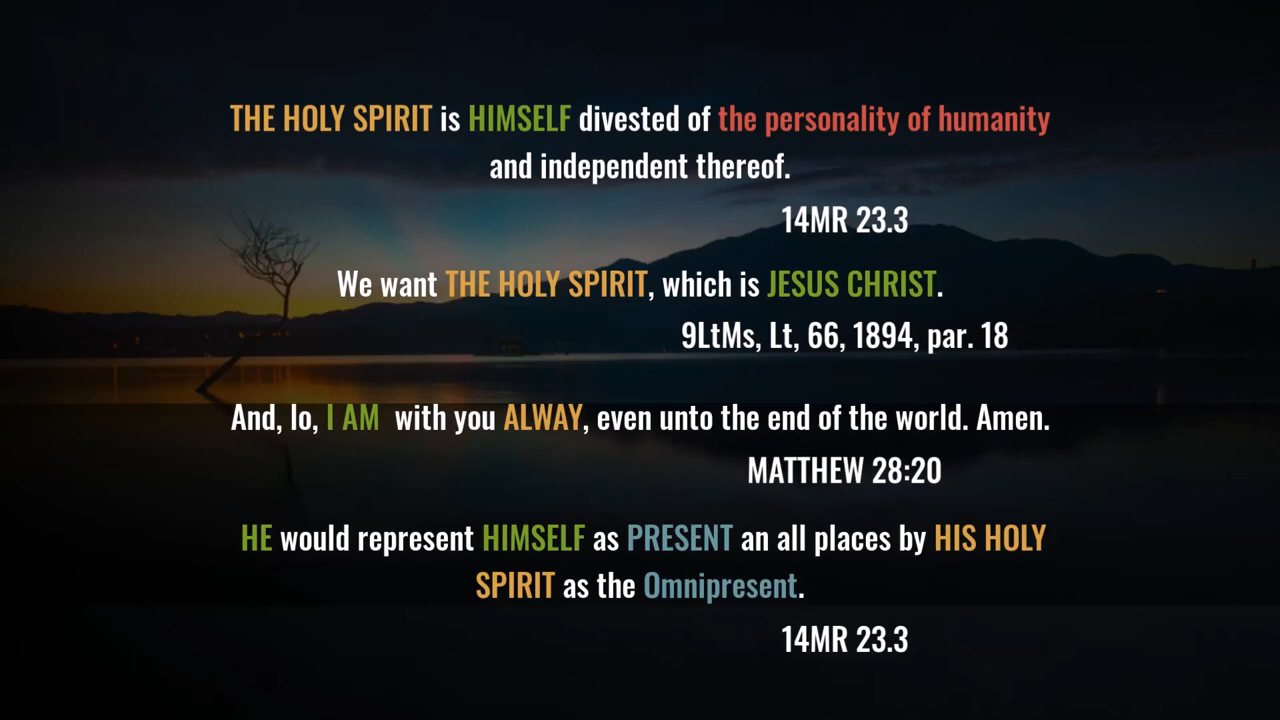 THE HOLY SPIRIT is HIMSELF divested of the personality of humanity
and independent thereof.
14MR 23.3
We want THE HOLY SPIRIT, which is JESUS CHRIST.
9LtMs, Lt, 66, 1894, par. 18
And, lo, I AM with you ALWAY, even unto the end of the world. Amen.
MATTHEW 28:20
HE would represent HIMSELF as PRESENT an all places by HIS HOLY
SPIRIT as the Omnipresent.
14MR 23.3